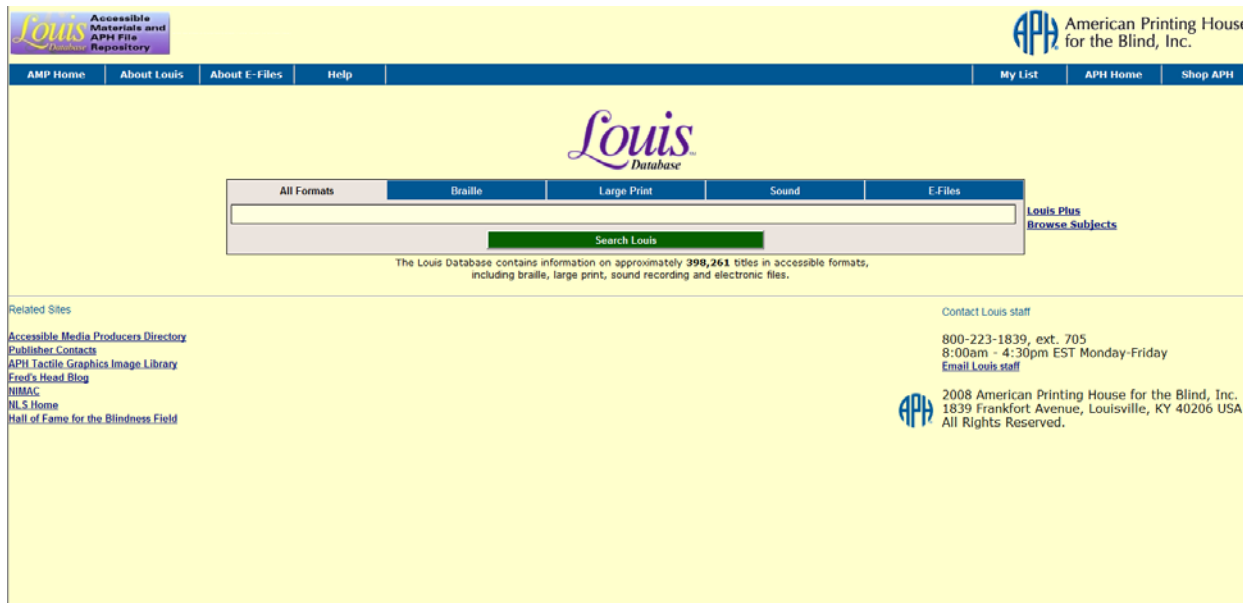 Louis Database
Accessible
Materials and
APH File
Repository
APH
American Printing House
for the Blind, Inc.
AMP Home
About Louis
About E-Files
Help
My List
APH Home
Shop APH
Louis
Database
All Formats
Braille
Large Print
Sound
E-Files
Louis Plus
Browse Subjects
Search Louis
The Louis Database contains information on approximately 398,261 titles in accessible formats,
including braille, large print, sound recording and electronic files.
Related Sites
Accessible Media Producers Directory
Publisher Contacts
APH Tactile Graphics Image Library
Fred's Head Blog
NIMAC
NLS Home
Hall of Fame for the Blindness Field
Contact Louis staff
800-223-1839, ext. 705
8:00am - 4:30pm EST Monday-Friday
Email Louis staff
APH
2008 American Printing House for the Blind, Inc.
1839 Frankfort Avenue, Louisville, KY 40206 USA
All Rights Reserved.